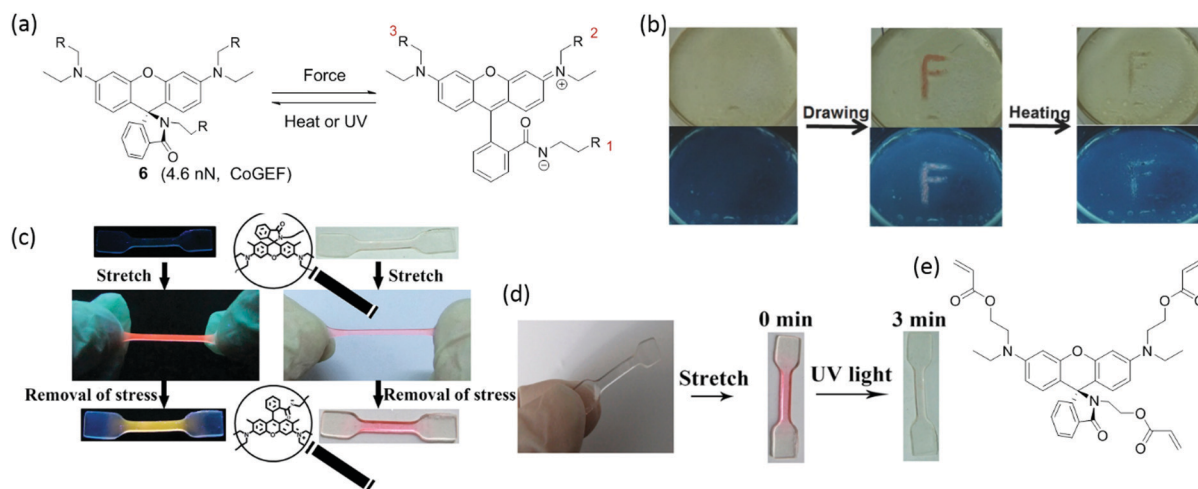 (a)
R
R
N
O
N
N
R
O
6 (4.6 nN, CoGEF)
Force
Heat or UV
3
R
2
R
N
O
N
⊕
O
N
⊖
R 1
(b)
Drawing
Heating
F
F
F
F
(c)
Stretch
Stretch
Removal of stress
Removal of stress
(d)
Stretch
0 min
UV light
3 min
(e)
O
O
O
O
N
O
N
N
O
O
O